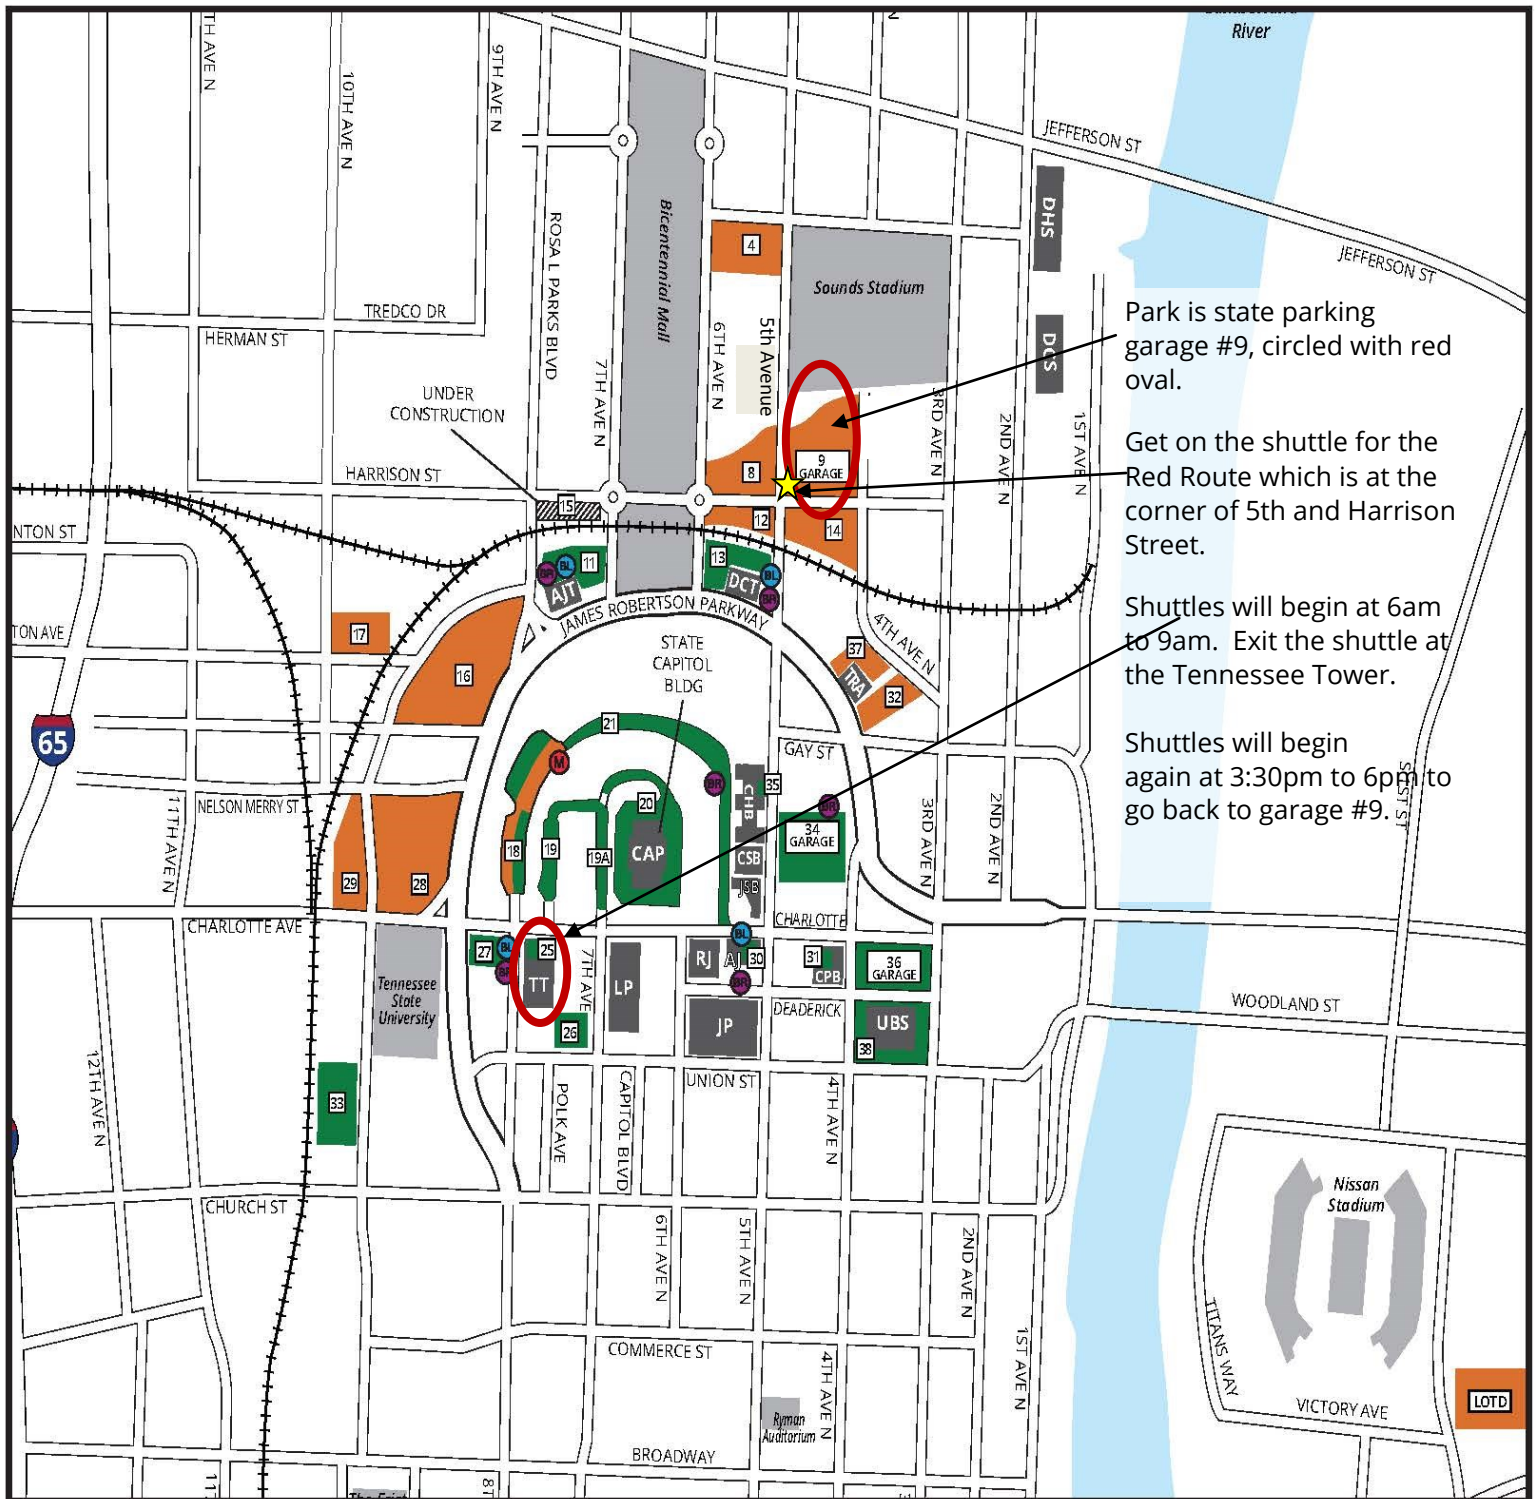 River
TH AVE N
10TH AVE N
9TH AVE N
N
JEFFERSON ST
JEFFERSON ST
DHS
Bicentennial Mall
ROSA L PARKS BLVD
4
Sounds Stadium
TREDCO DR
HERMAN ST
7TH AVE N
6TH AVE N
5th Avenue
DCS
Park is state parking
garage #9, circled with red
oval.
UNDER
CONSTRUCTION
3RD AVE N
2ND AVE N
1ST AVE N
Get on the shuttle for the
Red Route which is at the
corner of 5th and Harrison
Street.
HARRISON ST
8
9
GARAGE
15
12
14
NTON ST
11
13
BR
BL
AJT
DCT
BL
BR
JAMES ROBERTSON PARKWAY
Shuttles will begin at 6am
to 9am. Exit the shuttle at
the Tennessee Tower.
TON AVE
17
16
STATE
CAPITOL
BLDG
4TH AVE N
37
TRA
32
65
21
M
GAY ST
Shuttles will begin
again at 3:30pm to 6pm to
go back to garage #9.
BR
CHB
35
BR
NELSON MERRY ST
11TH AVE N
20
34
GARAGE
3RD AVE N
2ND AVE N
18
19
19A
CAP
CSB
JSB
29
28
CHARLOTTE AVE
CHARLOTTE
27
BL
BR
25
TT
7TH AVE
LP
RJ
AJ
BL
30
BR
31
CPB
36
GARAGE
Tennessee
State
University
26
JP
DEADERICK
UBS
38
WOODLAND ST
12TH AVE N
33
POLK AVE
CAPITOL BLVD
UNION ST
4TH AVE N
CHURCH ST
6TH AVE N
5TH AVE N
2ND AVE N
Nissan
Stadium
COMMERCE ST
4TH AVE N
1ST AVE N
TITANS WAY
VICTORY AVE
LOTD
Ryman
Auditorium
BROADWAY